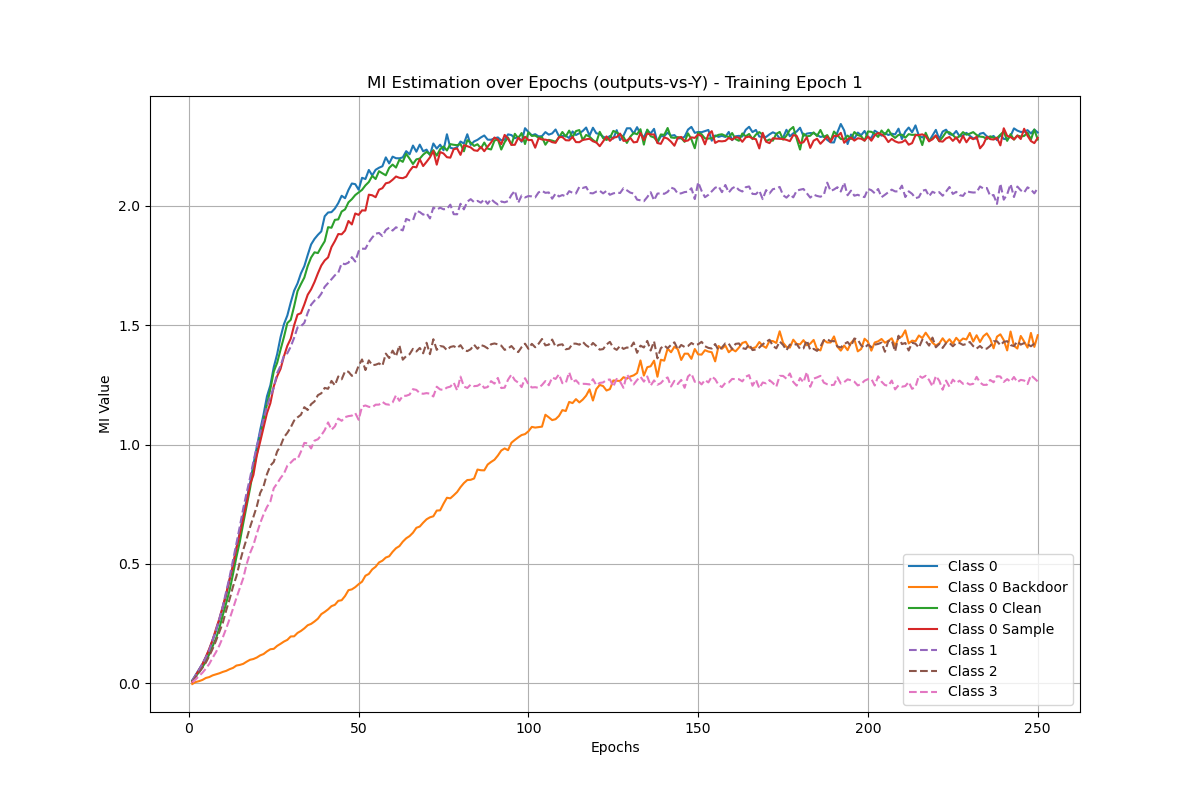 MI Estimation over Epochs (outputs-vs-Y) - Training Epoch 1
MI Value
2.0
1.5
1.0
0.5
0.0
0 50 100 150 200 250
Epochs
Class 0
Class 0 Backdoor
Class 0 Clean
Class 0 Sample
Class 1
Class 2
Class 3